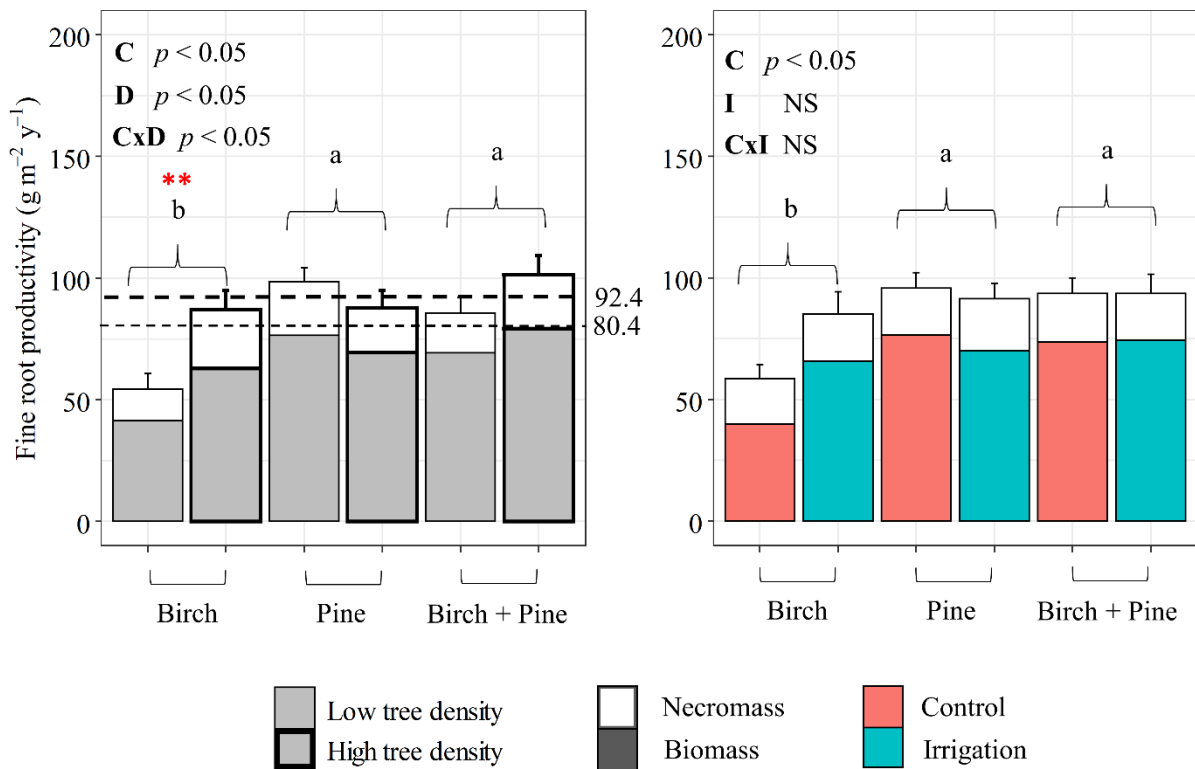 Fine root productivity (g m⁻² y⁻¹)
200
150
100
50
0
C p < 0.05
D p < 0.05
CxD p < 0.05
**
b
a
a
92.4
80.4
Birch
Pine
Birch + Pine
200
150
100
50
0
C p < 0.05
I NS
CxI NS
b
a
a
Birch
Pine
Birch + Pine
Low tree density
High tree density
Necromass
Biomass
Control
Irrigation